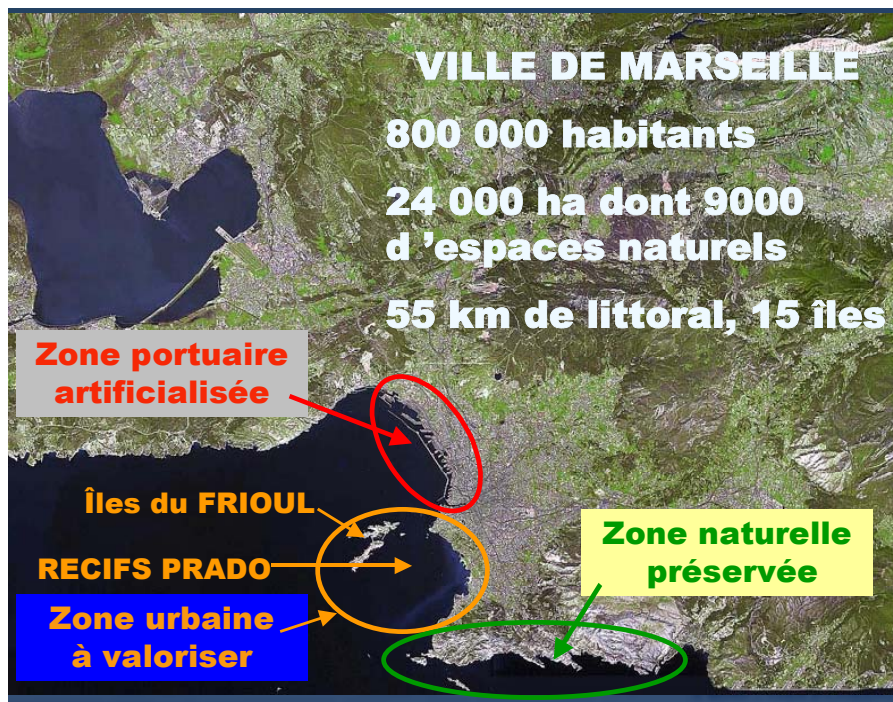 VILLE DE MARSEILLE
800 000 habitants
24 000 ha dont 9000
d ’espaces naturels
55 km de littoral, 15 îles
Zone portuaire
artificialisée
Îles du FRIOUL
RECIFS PRADO
Zone urbaine
à valoriser
Zone naturelle
préservée